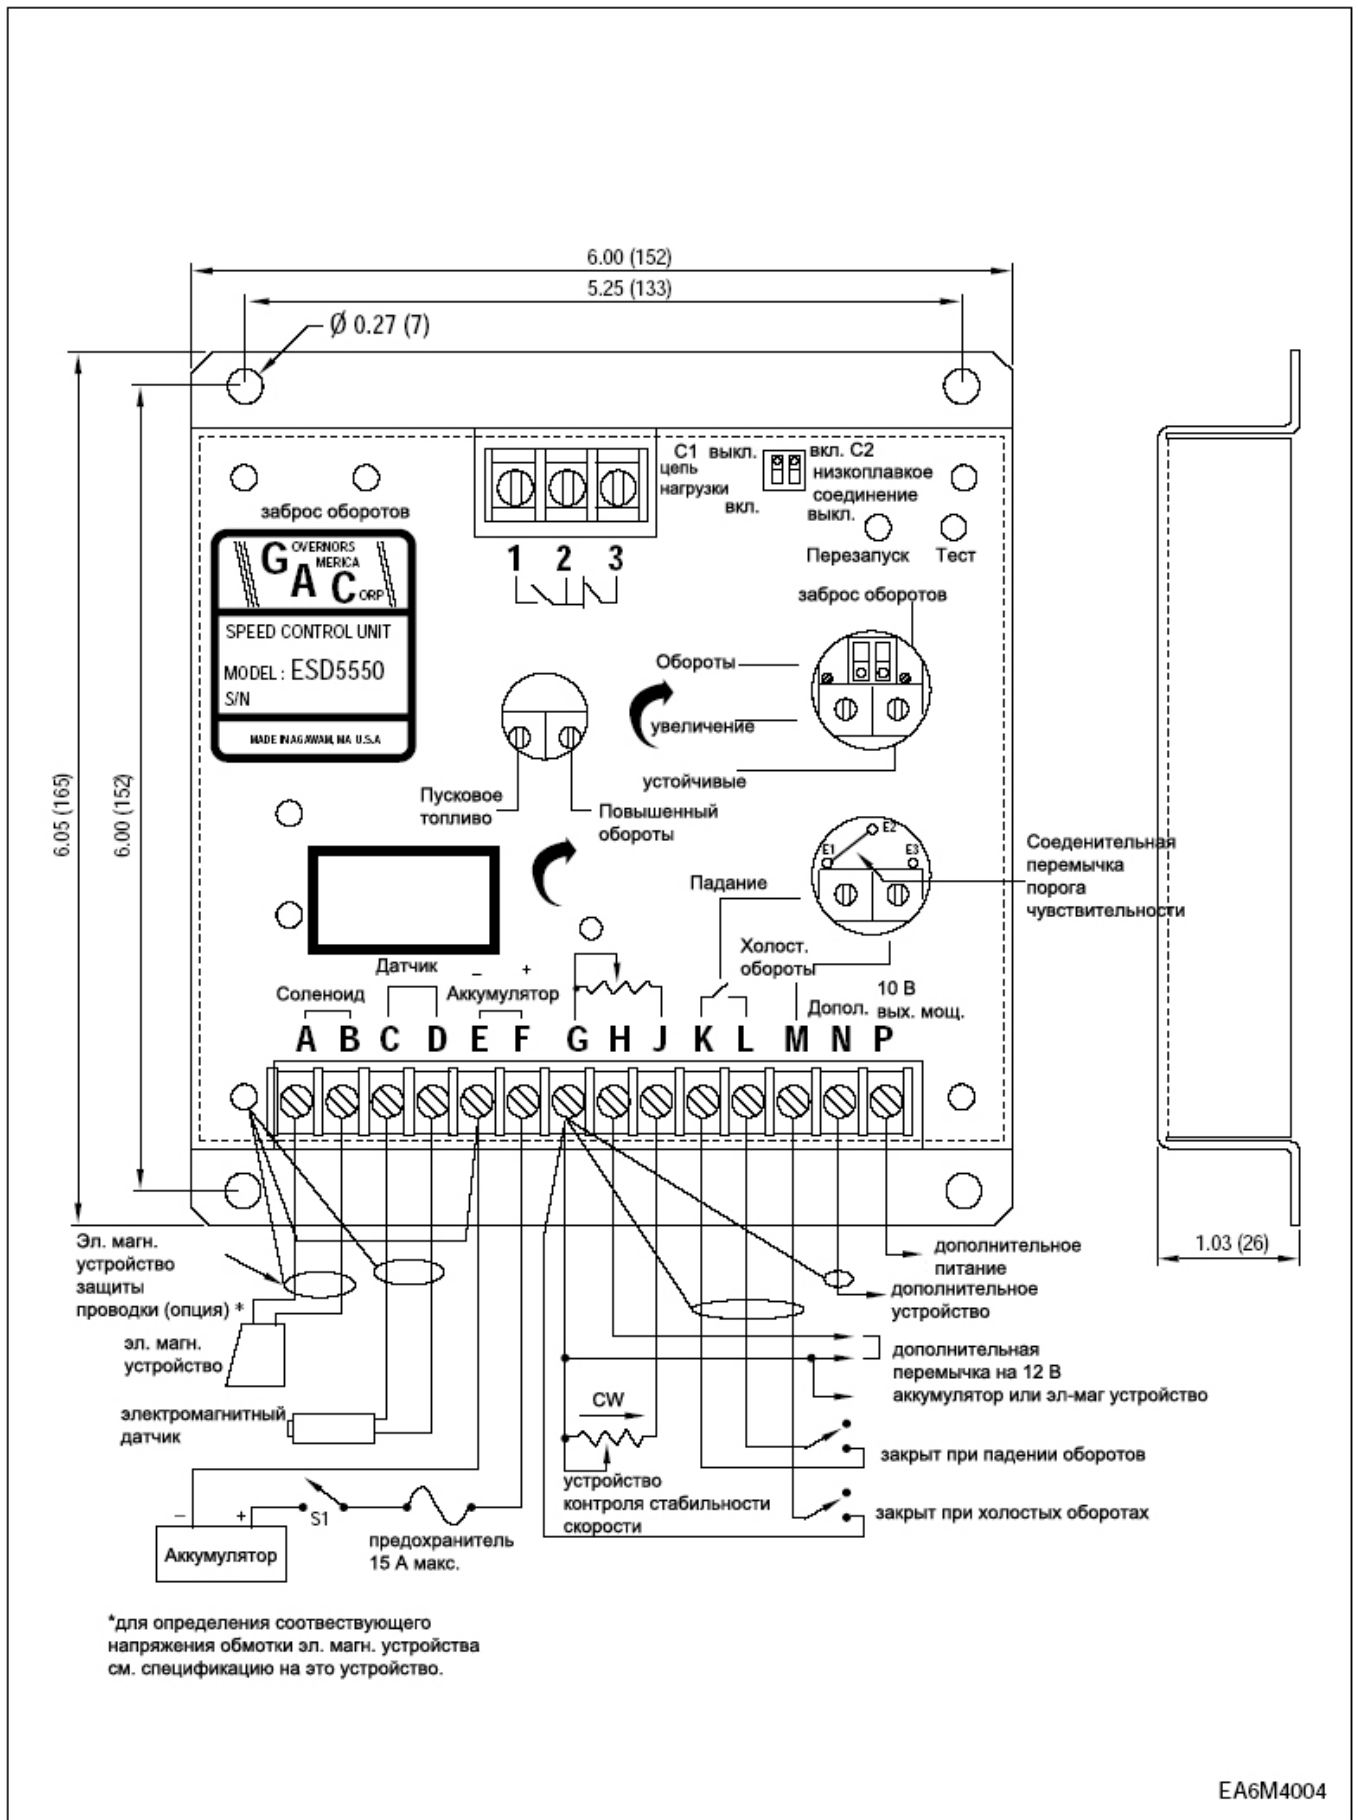 6.00 (152)
5.25 (133)
Ø 0.27 (7)
6.05 (165)
6.00 (152)
1.03 (26)
C1 выкл.
цепь
нагрузки
вкл.
вкл. C2
низкоплавкое
соединение
выкл.
Перезапуск
Тест
заброс оборотов
1 2 3
GOVERNORS
AMERICA
CORP
SPEED CONTROL UNIT
MODEL : ESD5550
S/N
MADE IN AGAWAM, MA U.S.A
заброс оборотов
Обороты
увеличение
устойчивые
Пусковое
топливо
Повышенный
обороты
E1
E2
E3
Соеденительная
перемычка
порога
чувствительности
Падание
Холост.
обороты
Датчик
Соленоид
– +
Аккумулятор
Допол.
10 В
вых. мощ.
A B C D E F G H J K L M N P
Эл. магн.
устройство
защиты
проводки (опция) *
эл. магн.
устройство
электромагнитный
датчик
– +
Аккумулятор
S1
предохранитель
15 А макс.
CW
устройство
контроля стабильности
скорости
дополнительное
питание
дополнительное
устройство
дополнительная
перемычка на 12 В
аккумулятор или эл-маг устройство
закрыт при падении оборотов
закрыт при холостых оборотах
*для определения соотвествующего
напряжения обмотки эл. магн. устройства
см. спецификацию на это устройство.
EA6M4004